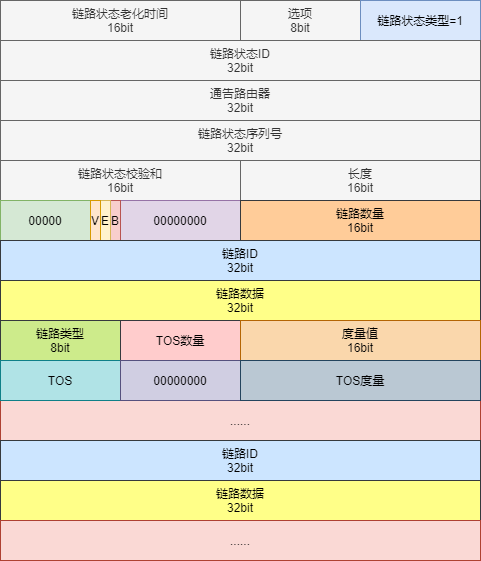 链路状态老化时间
16bit
选项
8bit
链路状态类型=1
链路状态ID
32bit
通告路由器
32bit
链路状态序列号
32bit
链路状态校验和
16bit
长度
16bit
00000
V
E
B
00000000
链路数量
16bit
链路ID
32bit
链路数据
32bit
链路类型
8bit
TOS数量
度量值
16bit
TOS
00000000
TOS度量
......
链路ID
32bit
链路数据
32bit
......